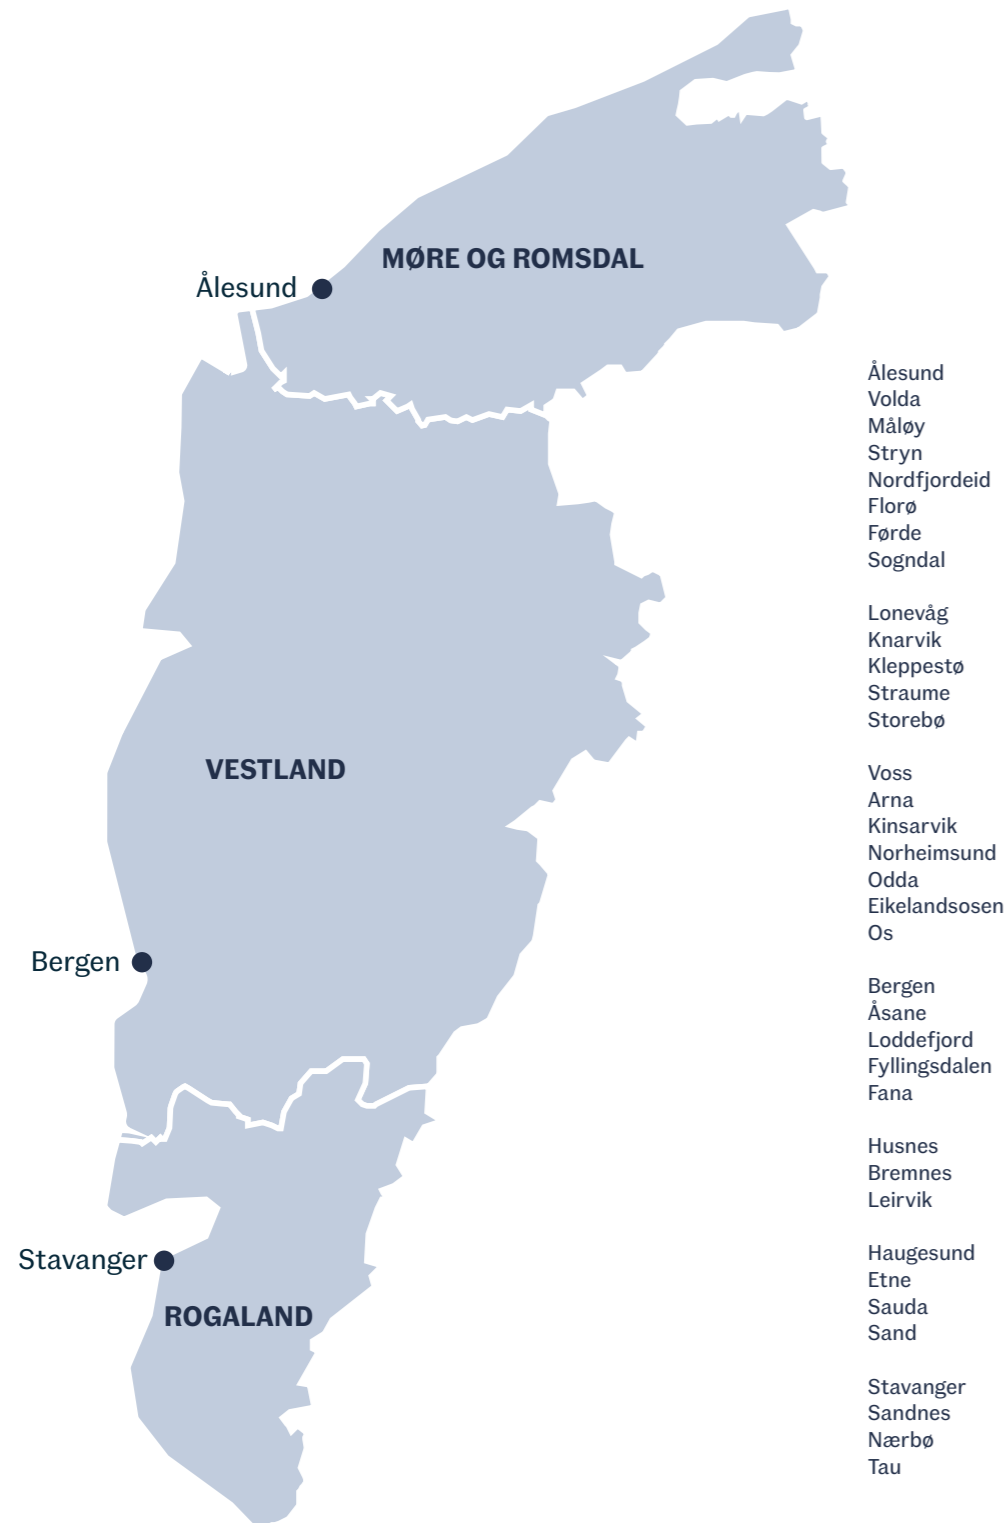 MØRE OG ROMSDAL
Ålesund
VESTLAND
Bergen
Stavanger
ROGALAND
Ålesund
Volda
Måløy
Stryn
Nordfjordeid
Florø
Førde
Sogndal
Lonevåg
Knarvik
Kleppestø
Straume
Storebø
Voss
Arna
Kinsarvik
Norheimsund
Odda
Eikelandsosen
Os
Bergen
Åsane
Loddefjord
Fyllingsdalen
Fana
Husnes
Bremnes
Leirvik
Haugesund
Etne
Sauda
Sand
Stavanger
Sandnes
Nærbø
Tau